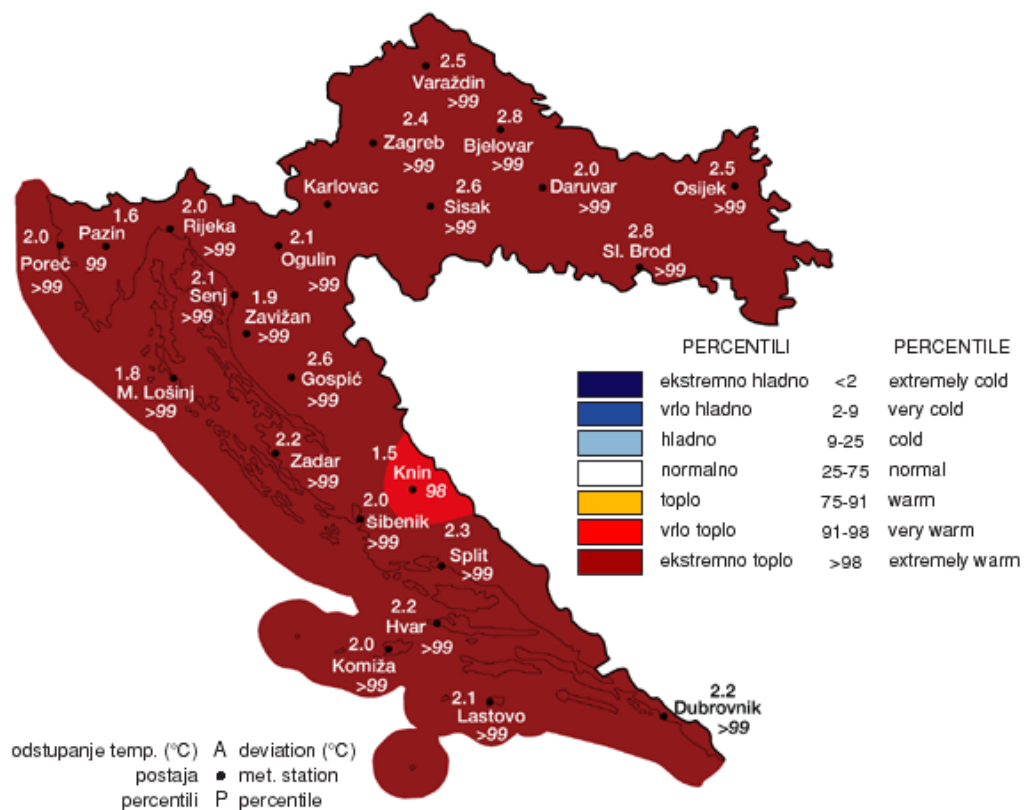 2.5
Varaždin
>99
2.4
Zagreb
>99
2.8
Bjelovar
>99
2.0
Daruvar
>99
2.5
Osijek
>99
Karlovac
2.6
Sisak
>99
2.8
Sl. Brod
>99
2.0
Poreč
>99
1.6
Pazin
99
2.0
Rijeka
>99
2.1
Ogulin
>99
2.1
Senj
>99
1.9
Zavižan
>99
2.6
Gospić
>99
1.8
M. Lošinj
>99
2.2
Zadar
>99
1.5
Knin
98
2.0
Šibenik
>99
2.3
Split
>99
2.2
Hvar
>99
2.0
Komiža
>99
2.1
Lastovo
>99
2.2
Dubrovnik
>99
PERCENTILI PERCENTILE
ekstremno hladno <2 extremely cold
vrlo hladno 2-9 very cold
hladno 9-25 cold
normalno 25-75 normal
toplo 75-91 warm
vrlo toplo 91-98 very warm
ekstremno toplo >98 extremely warm
odstupanje temp. (°C) A deviation (°C)
postaja ● met. station
percentili P percentile